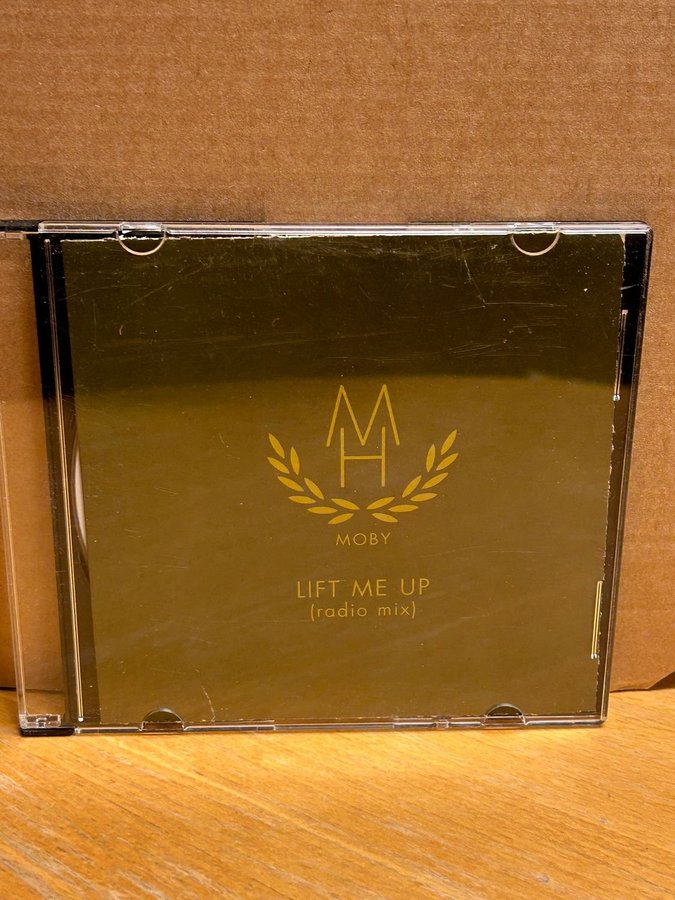 MH
MOBY
LIFT ME UP
(radio mix)